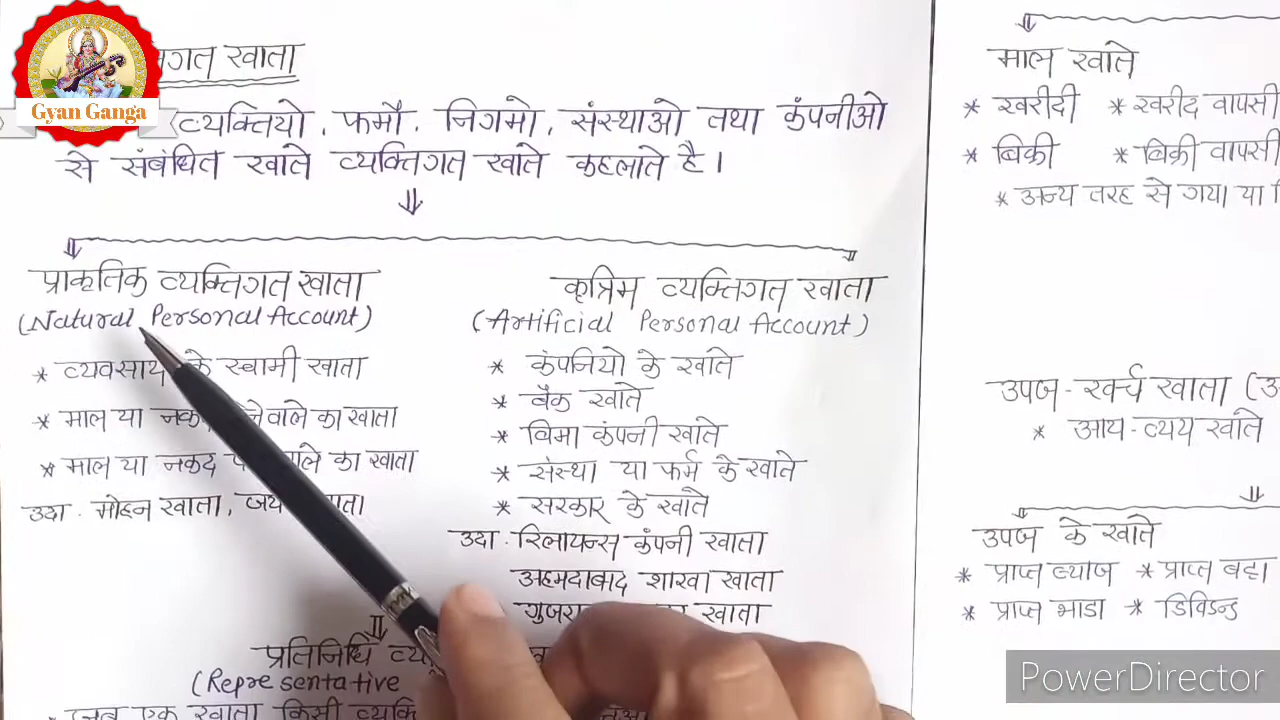 Gyan Ganga
खाता
व्यक्तियो, फर्मो, निगमो, संस्थाओ तथा कंपनीओ
से संबंधित खाते व्यक्तिगत खाते कहलाते है।
प्राकृतिक व्यक्तिगत खाता
(Natural Personal Account)
* व्यवसाय के स्वामी खाता
* माल या वाले का खाता
* माल या नकद का खाता
उदा. मोहन खाता,
कृत्रिम व्यक्तिगत खाता
(Artificial Personal Account)
* कंपनियो के खाते
* बैंक खाते
* विमा कंपनी खाते
* संस्था या फर्म के खाते
* सरकार के खाते
उदा. रिलायन्स कंपनी खाता
अहमदाबाद शाखा खाता
खाता
प्रतिनिधि
(Representative
एक खाता किसी
माल खाते
* खरीदी * खरीद वापसी
* बिक्री * बिक्री वापसी
* अन्य तरह से गया या
उपज-खर्च खाता
* आय-व्यय खाते
उपज के खाते
* प्राप्त ब्याज * प्राप्त बट्टा
* प्राप्त भाडा * डिविडन्ड
PowerDirector